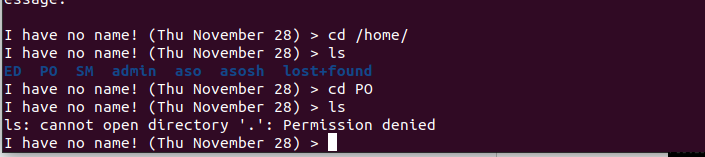 essage:
I have no name! (Thu November 28) > cd /home/
I have no name! (Thu November 28) > ls
ED PO SM admin aso asosh lost+found
I have no name! (Thu November 28) > cd PO
I have no name! (Thu November 28) > ls
ls: cannot open directory '.': Permission denied
I have no name! (Thu November 28) >